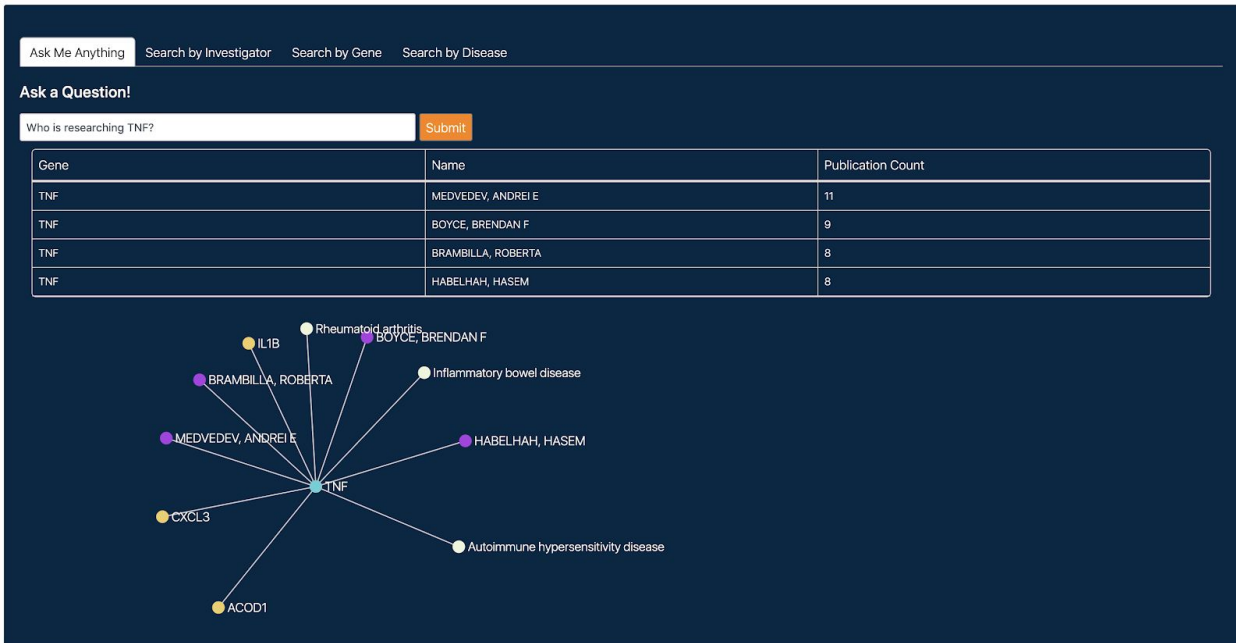 Ask Me Anything Search by Investigator Search by Gene Search by Disease
Ask a Question!
Who is researching TNF? Submit
Gene Name Publication Count
TNF MEDVEDEV, ANDREI E 11
TNF BOYCE, BRENDAN F 9
TNF BRAMBILLA, ROBERTA 8
TNF HABELHAH, HASEM 8
Rheumatoid arthritis
BOYCE, BRENDAN F
IL1B
Inflammatory bowel disease
BRAMBILLA, ROBERTA
MEDVEDEV, ANDREI E
HABELHAH, HASEM
TNF
CXCL3
Autoimmune hypersensitivity disease
ACOD1